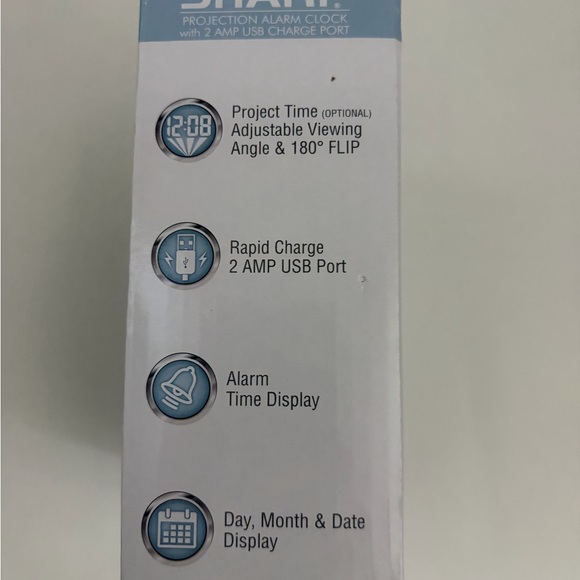 SHARP®
PROJECTION ALARM CLOCK
with 2 AMP USB CHARGE PORT
12:08
Project Time (OPTIONAL)
Adjustable Viewing
Angle & 180° FLIP
Rapid Charge
2 AMP USB Port
Alarm
Time Display
Day, Month & Date
Display